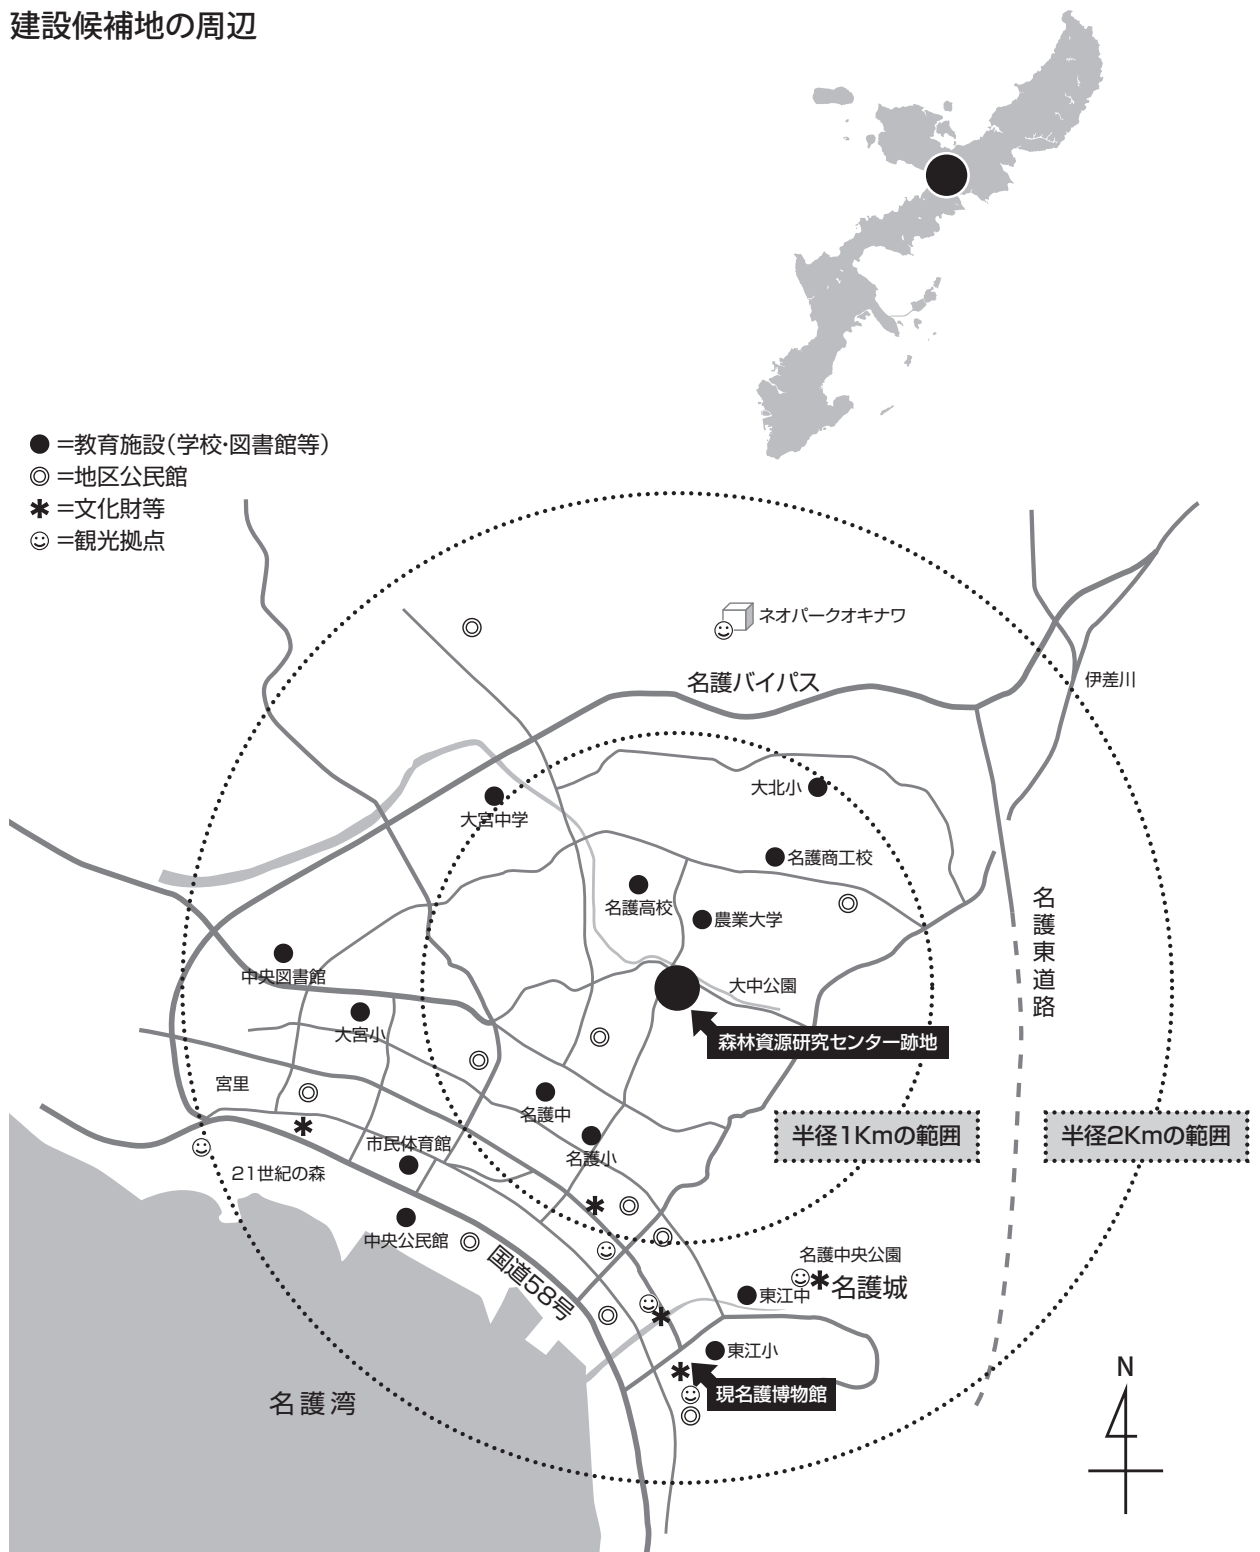 建設候補地の周辺
●=教育施設(学校・図書館等)
◎=地区公民館
＊=文化財等
☺=観光拠点
ネオパークオキナワ
名護バイパス
伊差川
大北小
大宮中学
名護商工校
名護高校
農業大学
名護東道路
中央図書館
大中公園
大宮小
森林資源研究センター跡地
宮里
名護中
半径1Kmの範囲
半径2Kmの範囲
市民体育館
名護小
21世紀の森
中央公民館
国道58号
名護中央公園
名護城
東江中
東江小
現名護博物館
名護湾
N